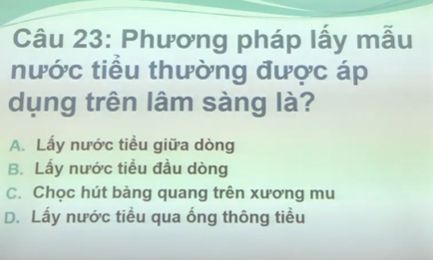 Câu 23: Phương pháp lấy mẫu
nước tiểu thường được áp
dụng trên lâm sàng là?
A. Lấy nước tiểu giữa dòng
B. Lấy nước tiểu đầu dòng
C. Chọc hút bàng quang trên xương mu
D. Lấy nước tiểu qua ống thông tiểu